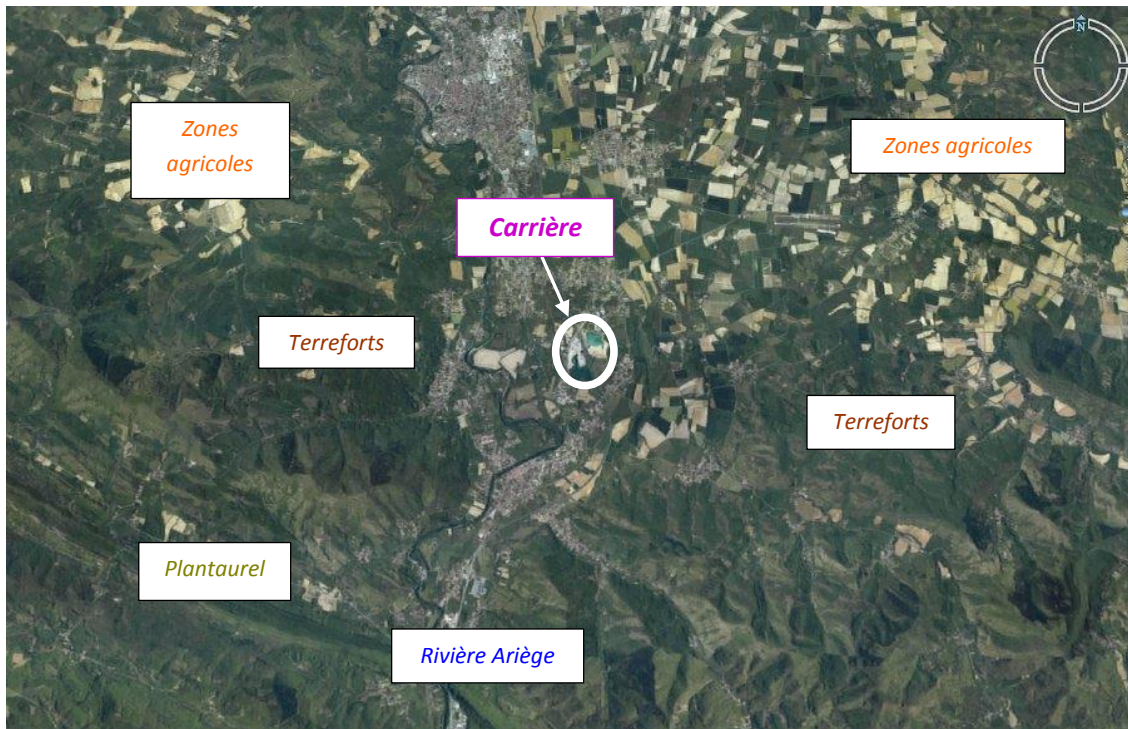 N
Zones
agricoles
Zones agricoles
Carrière
Terreforts
Terreforts
Plantaurel
Rivière Ariège